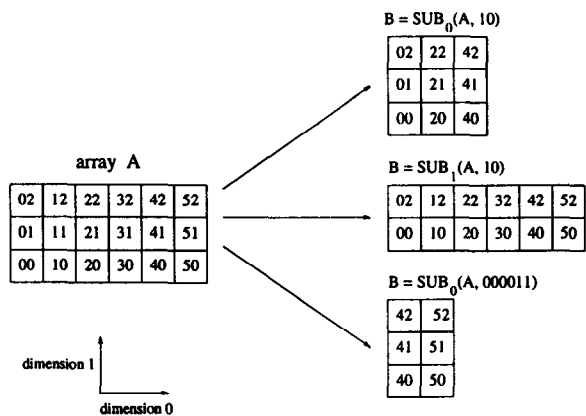 B = SUB0(A, 10)
02 22 42
01 21 41
00 20 40
array A
02 12 22 32 42 52
01 11 21 31 41 51
00 10 20 30 40 50
B = SUB1(A, 10)
02 12 22 32 42 52
00 10 20 30 40 50
B = SUB0(A, 000011)
42 52
41 51
40 50
dimension 1
dimension 0